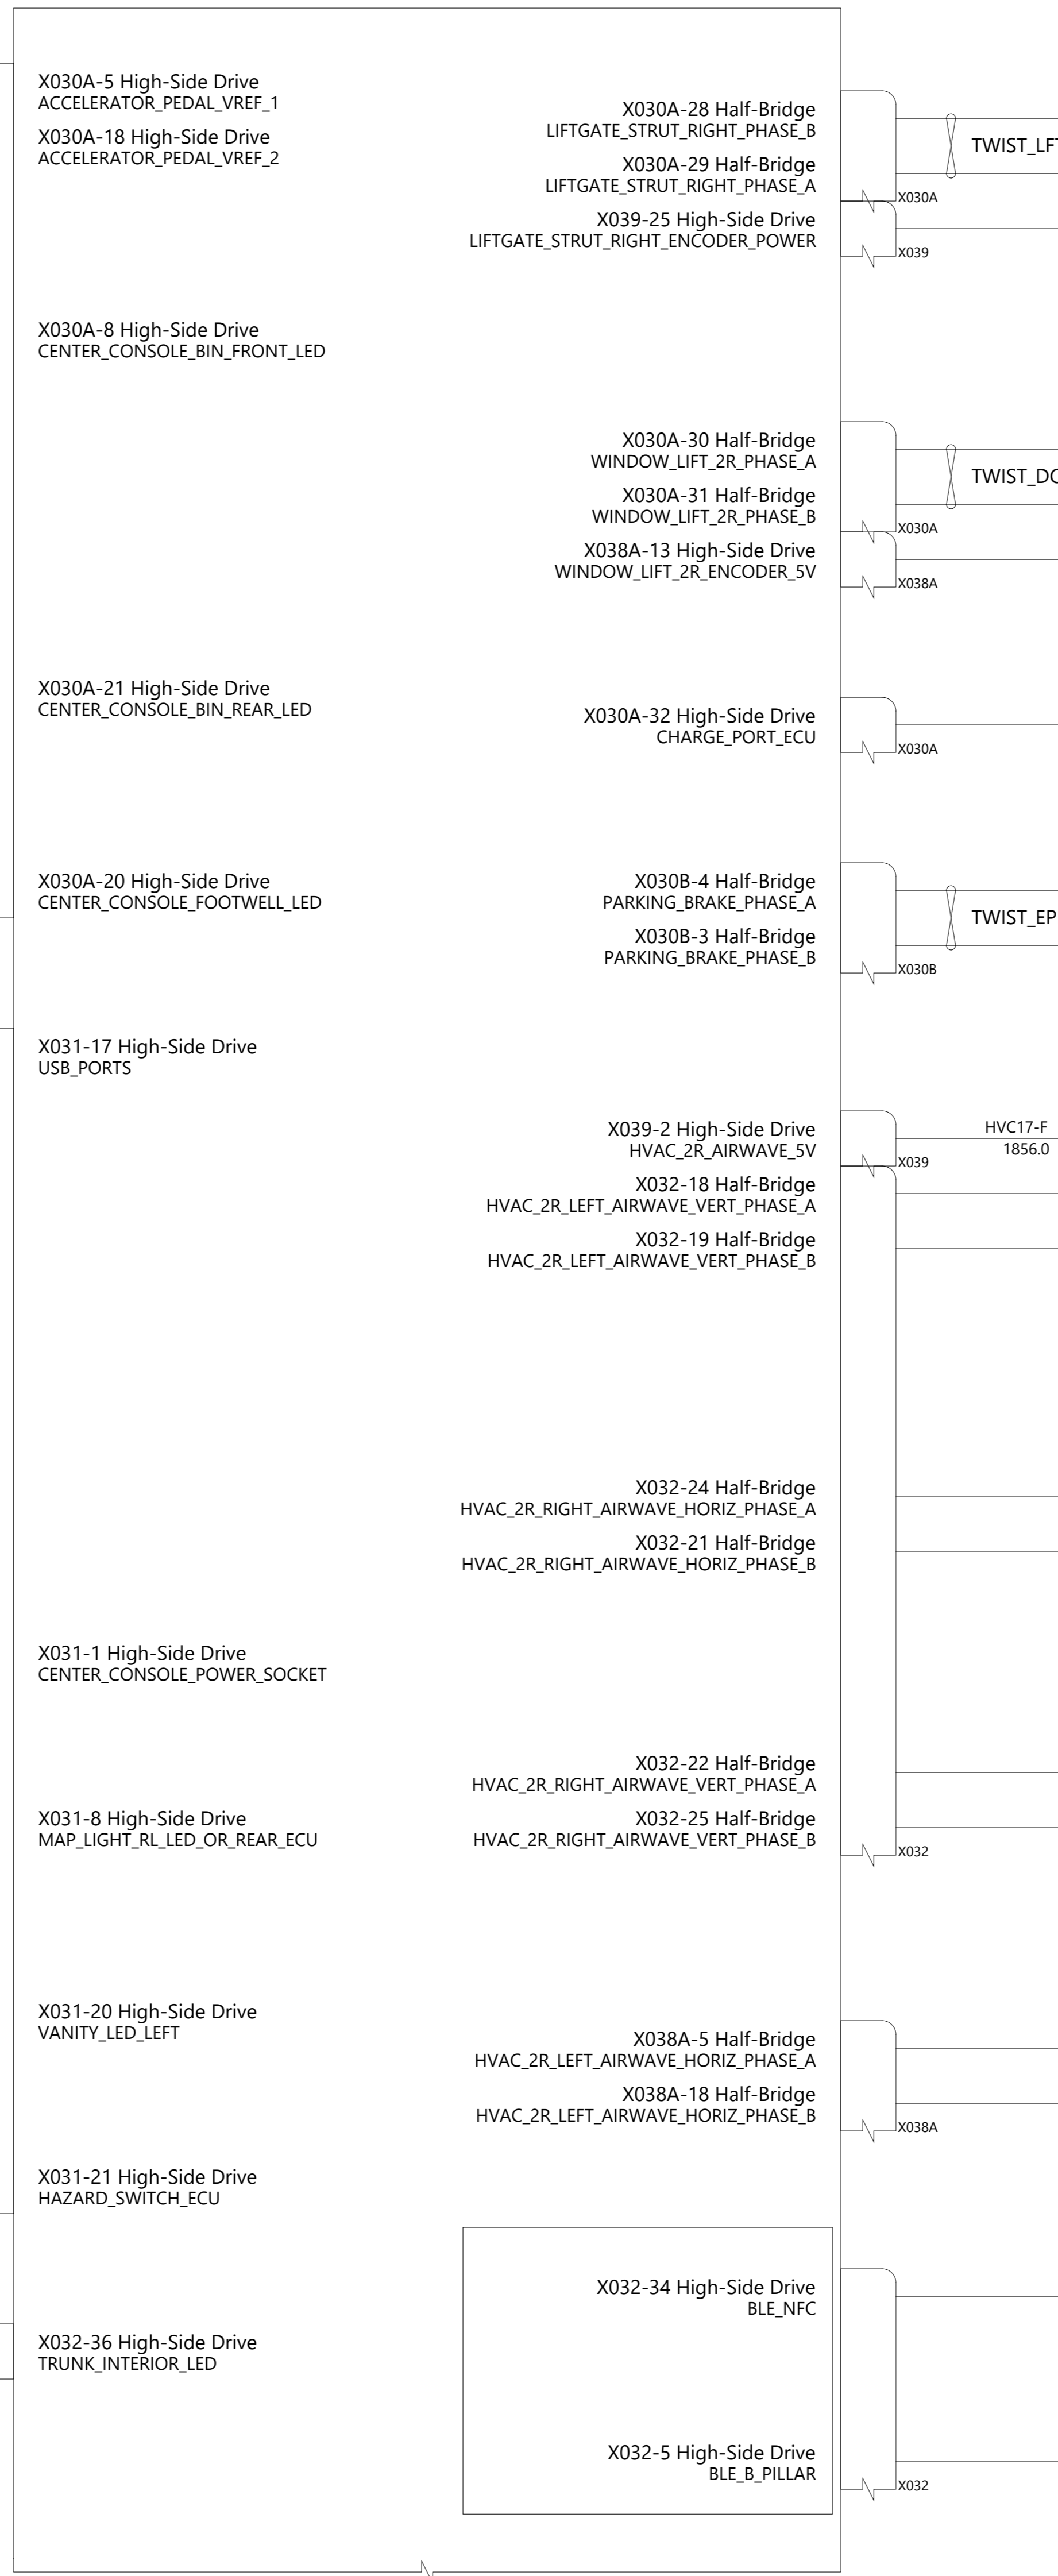 X030A-5 High-Side Drive
ACCELERATOR_PEDAL_VREF_1
X030A-18 High-Side Drive
ACCELERATOR_PEDAL_VREF_2
X030A-28 Half-Bridge
LIFTGATE_STRUT_RIGHT_PHASE_B
X030A-29 Half-Bridge
LIFTGATE_STRUT_RIGHT_PHASE_A
TWIST_LFT
X030A
X039-25 High-Side Drive
LIFTGATE_STRUT_RIGHT_ENCODER_POWER
X039
X030A-8 High-Side Drive
CENTER_CONSOLE_BIN_FRONT_LED
X030A-30 Half-Bridge
WINDOW_LIFT_2R_PHASE_A
X030A-31 Half-Bridge
WINDOW_LIFT_2R_PHASE_B
X030A
X038A-13 High-Side Drive
WINDOW_LIFT_2R_ENCODER_5V
X038A
X030A-21 High-Side Drive
CENTER_CONSOLE_BIN_REAR_LED
X030A-32 High-Side Drive
CHARGE_PORT_ECU
X030A
X030A-20 High-Side Drive
CENTER_CONSOLE_FOOTWELL_LED
X030B-4 Half-Bridge
PARKING_BRAKE_PHASE_A
X030B-3 Half-Bridge
PARKING_BRAKE_PHASE_B
TWIST_EP
X030B
X031-17 High-Side Drive
USB_PORTS
X039-2 High-Side Drive
HVAC_2R_AIRWAVE_5V
HVC17-F
1856.0
X039
X032-18 Half-Bridge
HVAC_2R_LEFT_AIRWAVE_VERT_PHASE_A
X032-19 Half-Bridge
HVAC_2R_LEFT_AIRWAVE_VERT_PHASE_B
X032-24 Half-Bridge
HVAC_2R_RIGHT_AIRWAVE_HORIZ_PHASE_A
X032-21 Half-Bridge
HVAC_2R_RIGHT_AIRWAVE_HORIZ_PHASE_B
X031-1 High-Side Drive
CENTER_CONSOLE_POWER_SOCKET
X032-22 Half-Bridge
HVAC_2R_RIGHT_AIRWAVE_VERT_PHASE_A
X031-8 High-Side Drive
MAP_LIGHT_RL_LED_OR_REAR_ECU
X032-25 Half-Bridge
HVAC_2R_RIGHT_AIRWAVE_VERT_PHASE_B
X032
X031-20 High-Side Drive
VANITY_LED_LEFT
X038A-5 Half-Bridge
HVAC_2R_LEFT_AIRWAVE_HORIZ_PHASE_A
X038A-18 Half-Bridge
HVAC_2R_LEFT_AIRWAVE_HORIZ_PHASE_B
X038A
X031-21 High-Side Drive
HAZARD_SWITCH_ECU
X032-34 High-Side Drive
BLE_NFC
X032-36 High-Side Drive
TRUNK_INTERIOR_LED
X032-5 High-Side Drive
BLE_B_PILLAR
X032